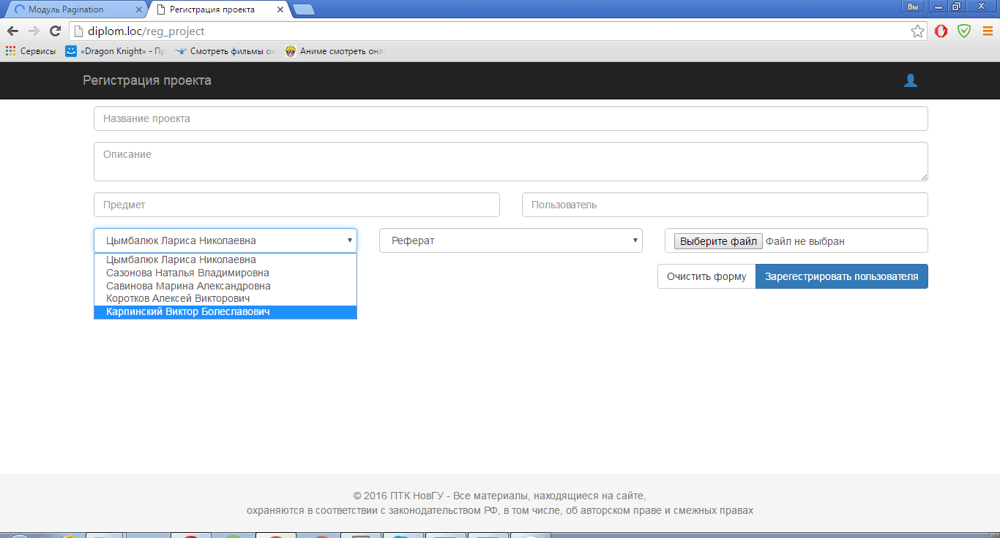 Модуль Pagination
Регистрация проекта
Вы
diplom.loc/reg_project
Сервисы
«Dragon Knight» - Пр
Смотреть фильмы он
Аниме смотреть онл
Регистрация проекта
Название проекта
Описание
Предмет
Пользователь
Цымбалюк Лариса Николаевна
Реферат
Выберите файл Файл не выбран
Цымбалюк Лариса Николаевна
Сазонова Наталья Владимировна
Савинова Марина Александровна
Коротков Алексей Викторович
Карпинский Виктор Болеславович
Очистить форму
Зарегестрировать пользователя
© 2016 ПТК НовГУ - Все материалы, находящиеся на сайте,
охраняются в соответствии с законодательством РФ, в том числе, об авторском праве и смежных правах